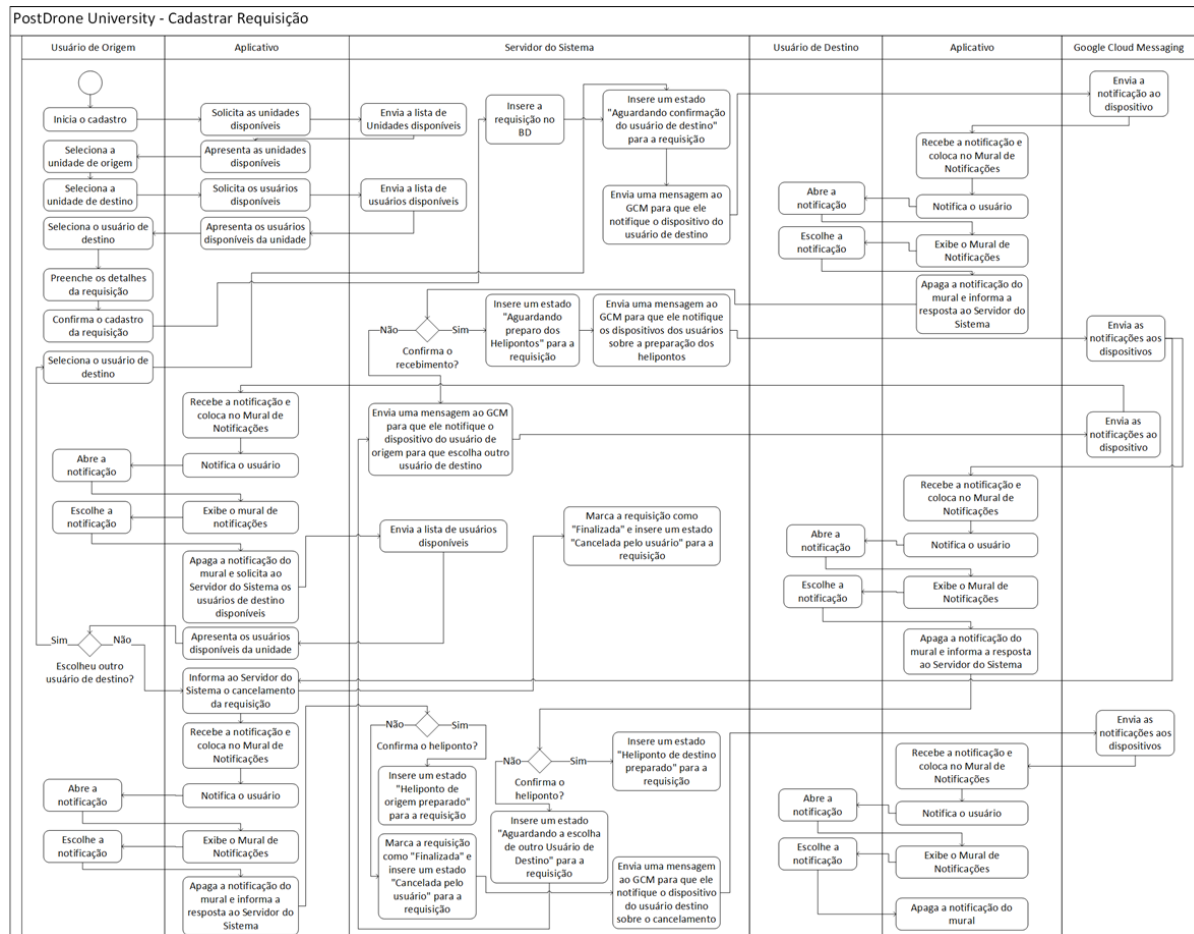 PostDrone University - Cadastrar Requisição
Usuário de Origem
Aplicativo
Servidor do Sistema
Usuário de Destino
Aplicativo
Google Cloud Messaging
Inicia o cadastro
Solicita as unidades
disponíveis
Envia a lista de
Unidades disponíveis
Insere a
requisição no
BD
Insere um estado
"Aguardando confirmação
do usuário de destino"
para a requisição
Envia a
notificação ao
dispositivo
Seleciona a
unidade de origem
Apresenta as unidades
disponíveis
Recebe a notificação e
coloca no Mural de
Notificações
Seleciona a
unidade de destino
Solicita os usuários
disponíveis
Envia a lista de
usuários disponíveis
Envia uma mensagem ao
GCM para que ele
notifique o dispositivo do
usuário de destino
Abre a
notificação
Notifica o usuário
Seleciona o usuário de
destino
Apresenta os usuários
disponíveis da unidade
Escolhe a
notificação
Exibe o Mural de
Notificações
Preenche os detalhes
da requisição
Apaga a notificação do
mural e informa a
resposta ao Servidor do
Sistema
Confirma o cadastro
da requisição
Não
Sim
Confirma o
recebimento?
Insere um estado
"Aguardando
preparo dos
Helipontos" para a
requisição
Envia uma mensagem ao
GCM para que ele notifique
os dispositivos dos usuários
sobre a preparação dos
helipontos
Envia as
notificações aos
dispositivos
Seleciona o usuário de
destino
Recebe a notificação e
coloca no Mural de
Notificações
Envia uma mensagem ao GCM
para que ele notifique o
dispositivo do usuário de
origem para que escolha outro
usuário de destino
Envia as
notificações ao
dispositivo
Abre a
notificação
Notifica o usuário
Recebe a notificação e
coloca no Mural de
Notificações
Escolhe a
notificação
Exibe o mural de
notificações
Envia a lista de usuários
disponíveis
Marca a requisição como
"Finalizada" e insere um estado
"Cancelada pelo usuário" para a
requisição
Abre a
notificação
Notifica o usuário
Apaga a notificação do
mural e solicita ao
Servidor do Sistema os
usuários de destino
disponíveis
Escolhe a
notificação
Exibe o Mural de
Notificações
Sim
Não
Escolheu outro
usuário de destino?
Apresenta os usuários
disponíveis da unidade
Apaga a notificação do
mural e informa a resposta
ao Servidor do Sistema
Informa ao Servidor do
Sistema o cancelamento
da requisição
Não
Sim
Confirma o heliponto?
Recebe a notificação e
coloca no Mural de
Notificações
Não
Sim
Confirma o
heliponto?
Insere um estado
"Heliponto de destino
preparado" para a
requisição
Envia as
notificações aos
dispositivos
Recebe a notificação e
coloca no Mural de
Notificações
Abre a
notificação
Notifica o usuário
Insere um estado
"Heliponto de
origem preparado"
para a requisição
Abre a
notificação
Notifica o usuário
Escolhe a
notificação
Exibe o Mural de
Notificações
Marca a requisição
como "Finalizada" e
insere um estado
"Cancelada pelo
usuário" para a
requisição
Insere um estado
"Aguardando a escolha
de outro Usuário de
Destino" para a
requisição
Envia uma mensagem
ao GCM para que ele
notifique o dispositivo
do usuário destino
sobre o cancelamento
Escolhe a
notificação
Exibe o Mural de
Notificações
Apaga a notificação do
mural e informa a
resposta ao Servidor do
Sistema
Apaga a notificação do
mural